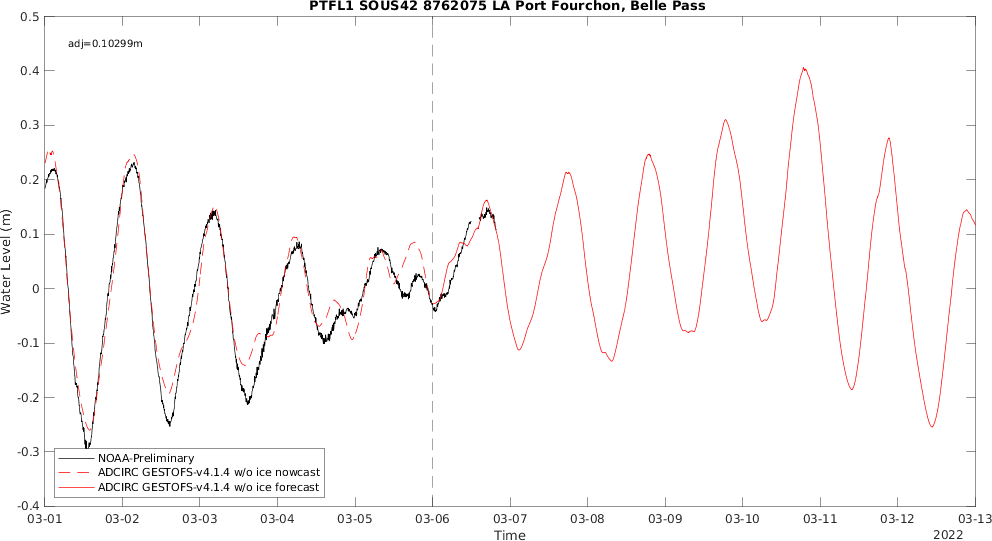 PTFL1 SOUS42 8762075 LA Port Fourchon, Belle Pass
adj=0.10299m
0.5
0.4
0.3
0.2
0.1
0
-0.1
-0.2
-0.3
-0.4
Water Level (m)
NOAA-Preliminary
ADCIRC GESTOFS-v4.1.4 w/o ice nowcast
ADCIRC GESTOFS-v4.1.4 w/o ice forecast
03-01 03-02 03-03 03-04 03-05 03-06 03-07 03-08 03-09 03-10 03-11 03-12 03-13
Time
2022